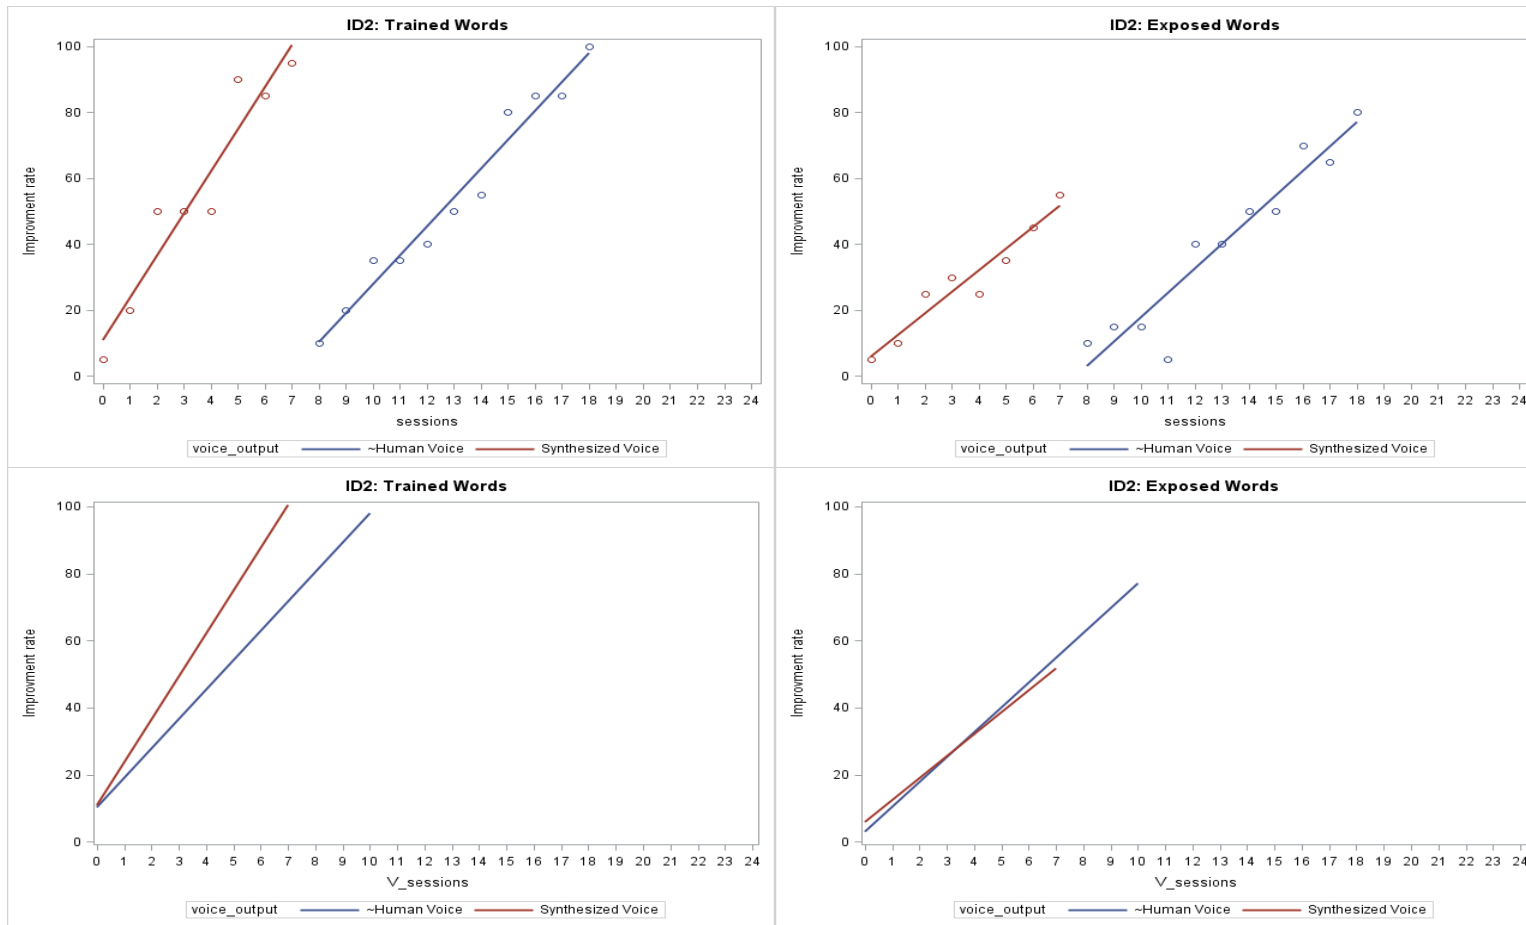 ID2: Trained Words
100
80
60
40
20
0
Improvment rate
0 1 2 3 4 5 6 7 8 9 10 11 12 13 14 15 16 17 18 19 20 21 22 23 24
sessions
voice_output ~Human Voice Synthesized Voice
ID2: Exposed Words
100
80
60
40
20
0
Improvment rate
0 1 2 3 4 5 6 7 8 9 10 11 12 13 14 15 16 17 18 19 20 21 22 23 24
sessions
voice_output ~Human Voice Synthesized Voice
ID2: Trained Words
100
80
60
40
20
0
Improvment rate
0 1 2 3 4 5 6 7 8 9 10 11 12 13 14 15 16 17 18 19 20 21 22 23 24
V_sessions
voice_output ~Human Voice Synthesized Voice
ID2: Exposed Words
100
80
60
40
20
0
Improvment rate
0 1 2 3 4 5 6 7 8 9 10 11 12 13 14 15 16 17 18 19 20 21 22 23 24
V_sessions
voice_output ~Human Voice Synthesized Voice